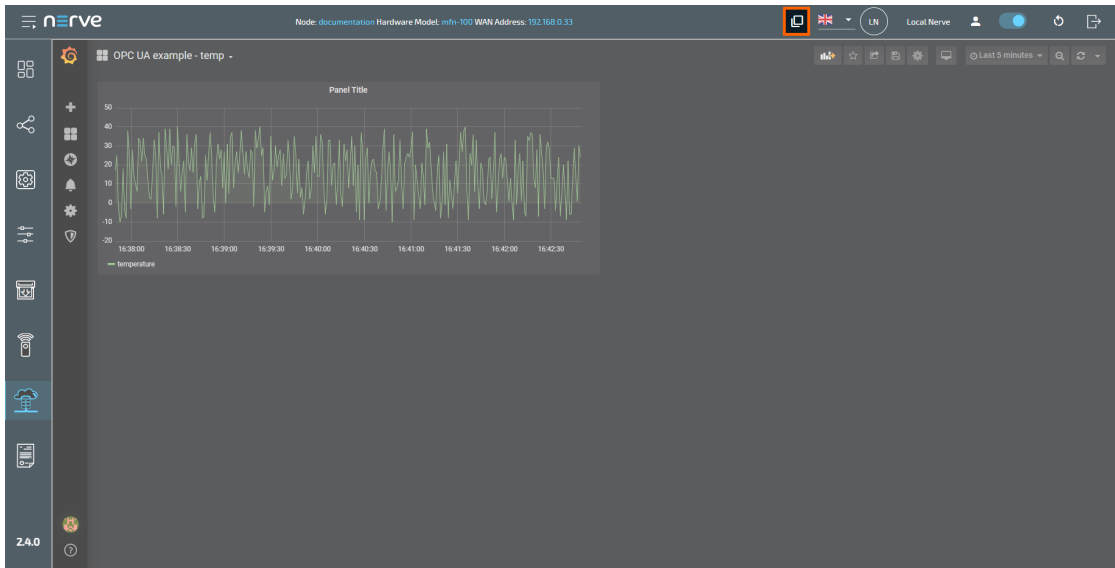 nerve
Node: documentation Hardware Model: mfn-100 WAN Address: 192.168.0.33
LN
Local Nerve
OPC UA example - temp
Last 5 minutes
Panel Title
50
40
30
20
10
0
-10
-20
16:38:00 16:38:30 16:39:00 16:39:30 16:40:00 16:40:30 16:41:00 16:41:30 16:42:00 16:42:30
temperature
2.4.0
?